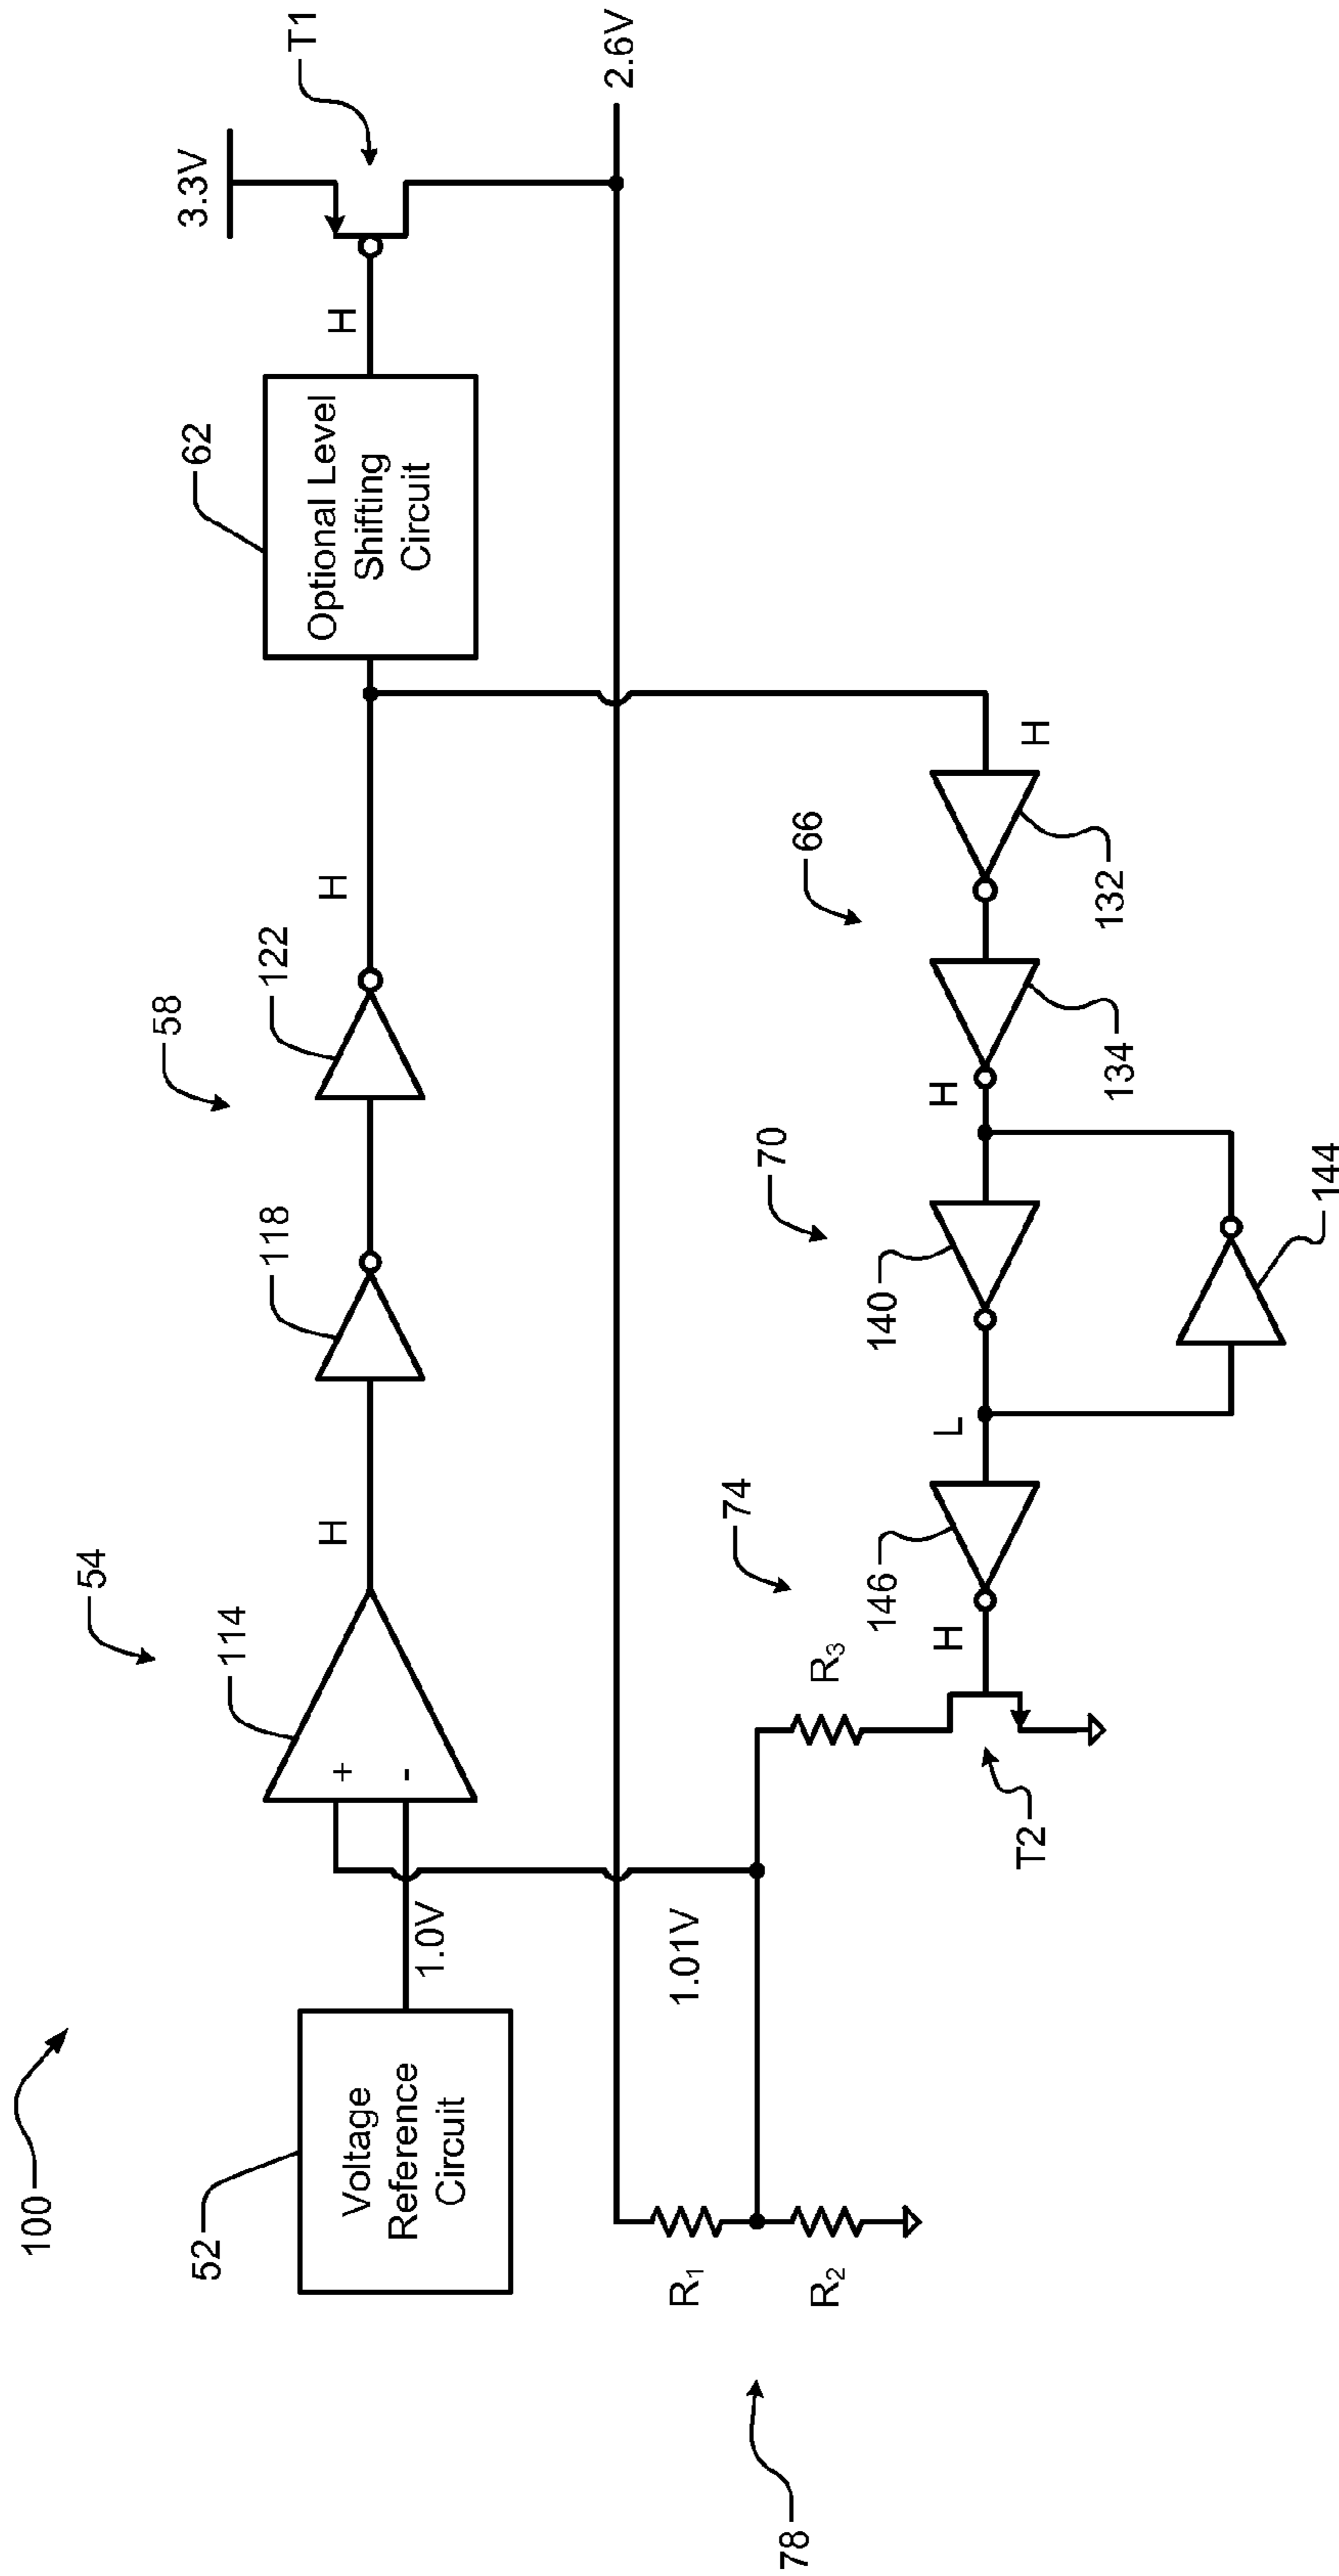 100
52
Voltage
Reference
Circuit
1.0V
54
114
+
-
H
58
118
122
H
62
Optional Level
Shifting
Circuit
H
3.3V
T1
2.6V
78
R1
R2
1.01V
R3
T2
74
146
H
L
70
140
144
H
66
134
132
H